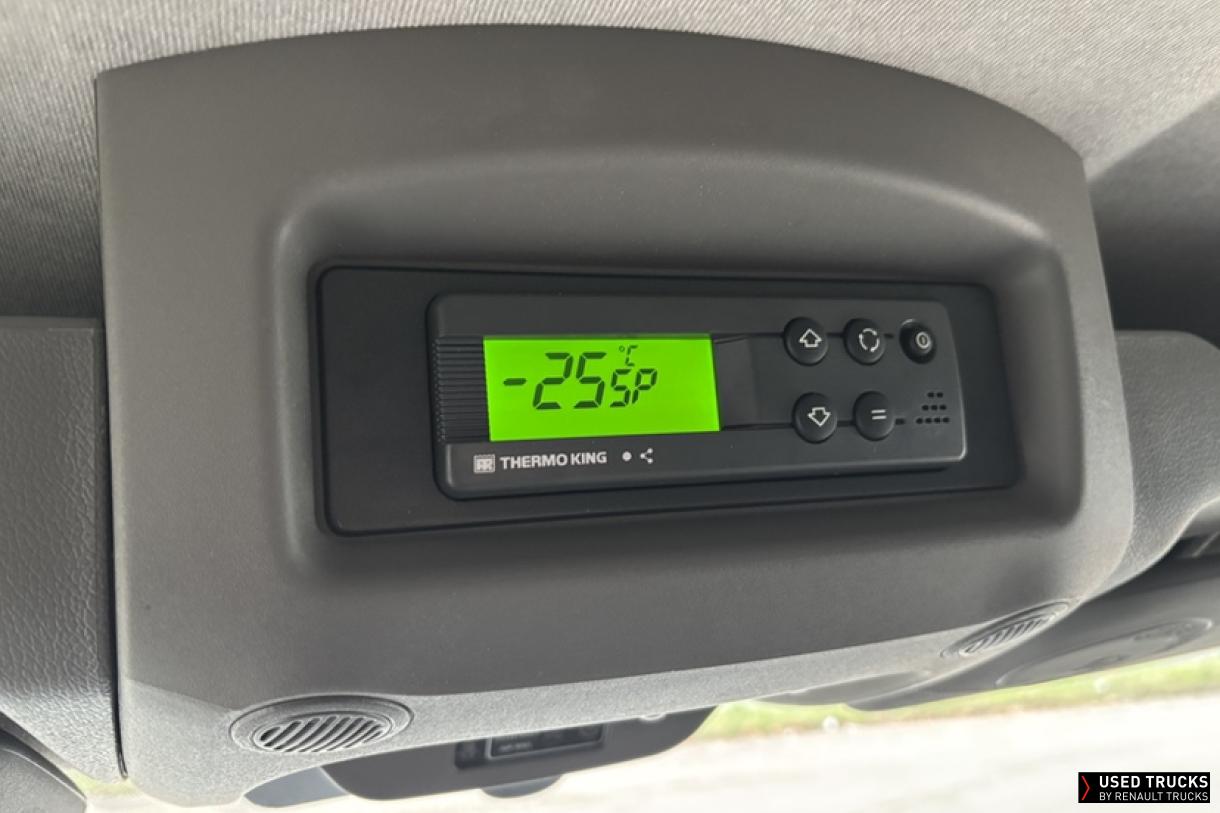 -25 °C SP
THERMO KING
USED TRUCKS
BY RENAULT TRUCKS